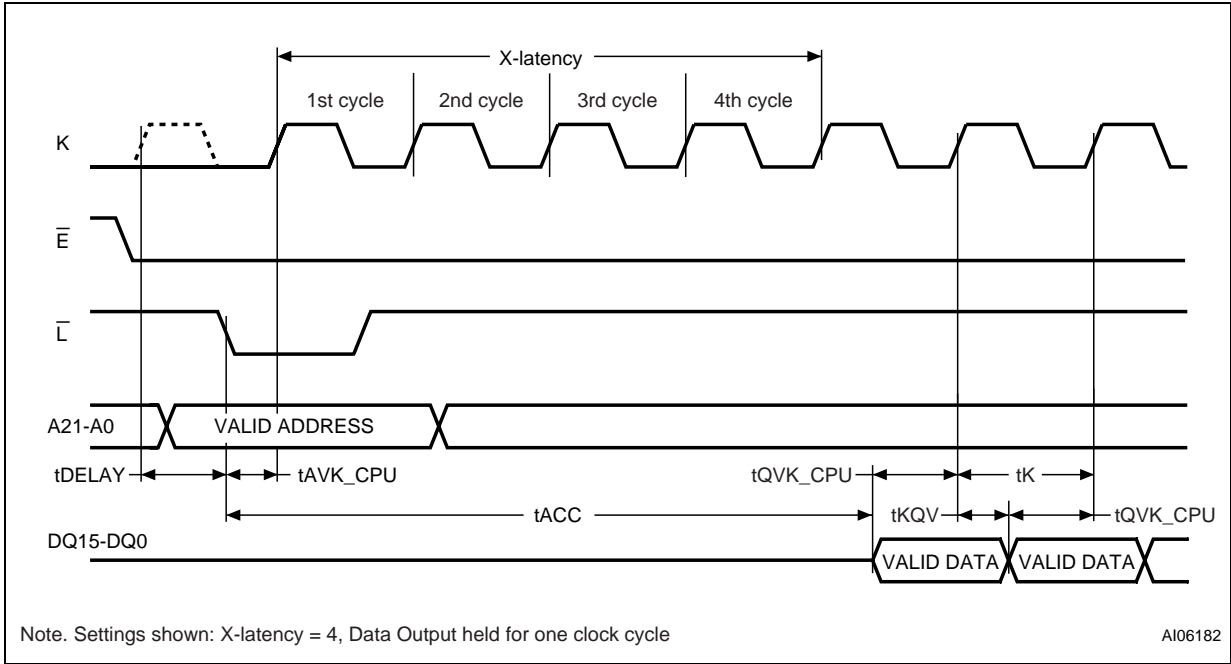 X-latency
1st cycle
2nd cycle
3rd cycle
4th cycle
K
E
L
A21-A0
VALID ADDRESS
tDELAY
tAVK_CPU
tQVK_CPU
tK
tACC
tKQV
tQVK_CPU
DQ15-DQ0
VALID DATA
VALID DATA
Note. Settings shown: X-latency = 4, Data Output held for one clock cycle
AI06182